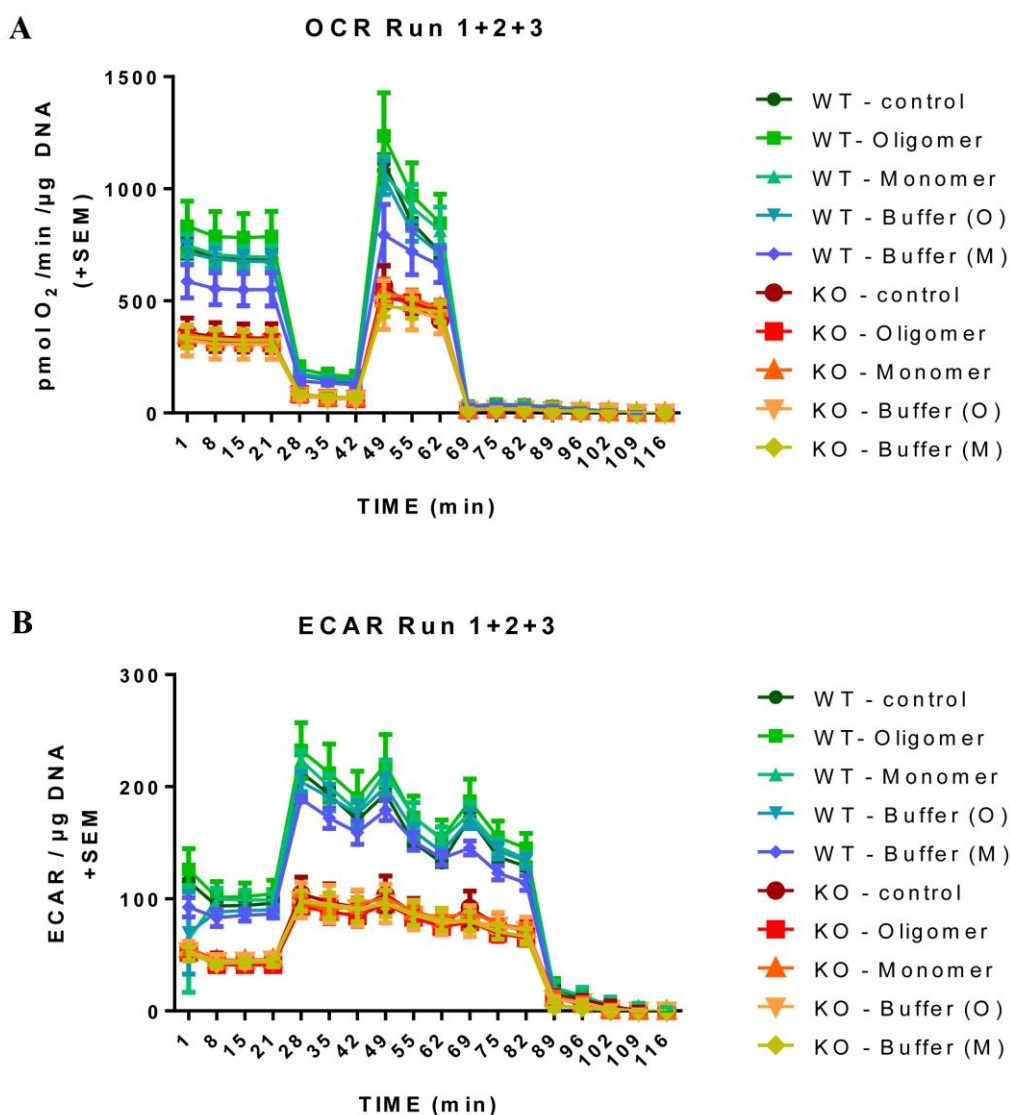 A
OCR Run 1+2+3
pmol O₂ /min /µg DNA
(+SEM)
1500
1000
500
0
1 8 15 21 28 35 42 49 55 62 69 75 82 89 96 102 109 116
TIME (min)
WT - control
WT- Oligomer
WT - Monomer
WT - Buffer (O)
WT - Buffer (M)
KO - control
KO - Oligomer
KO - Monomer
KO - Buffer (O)
KO - Buffer (M)
B
ECAR Run 1+2+3
ECAR / µg DNA
+SEM
300
200
100
0
1 8 15 21 28 35 42 49 55 62 69 75 82 89 96 102 109 116
TIME (min)
WT - control
WT- Oligomer
WT - Monomer
WT - Buffer (O)
WT - Buffer (M)
KO - control
KO - Oligomer
KO - Monomer
KO - Buffer (O)
KO - Buffer (M)